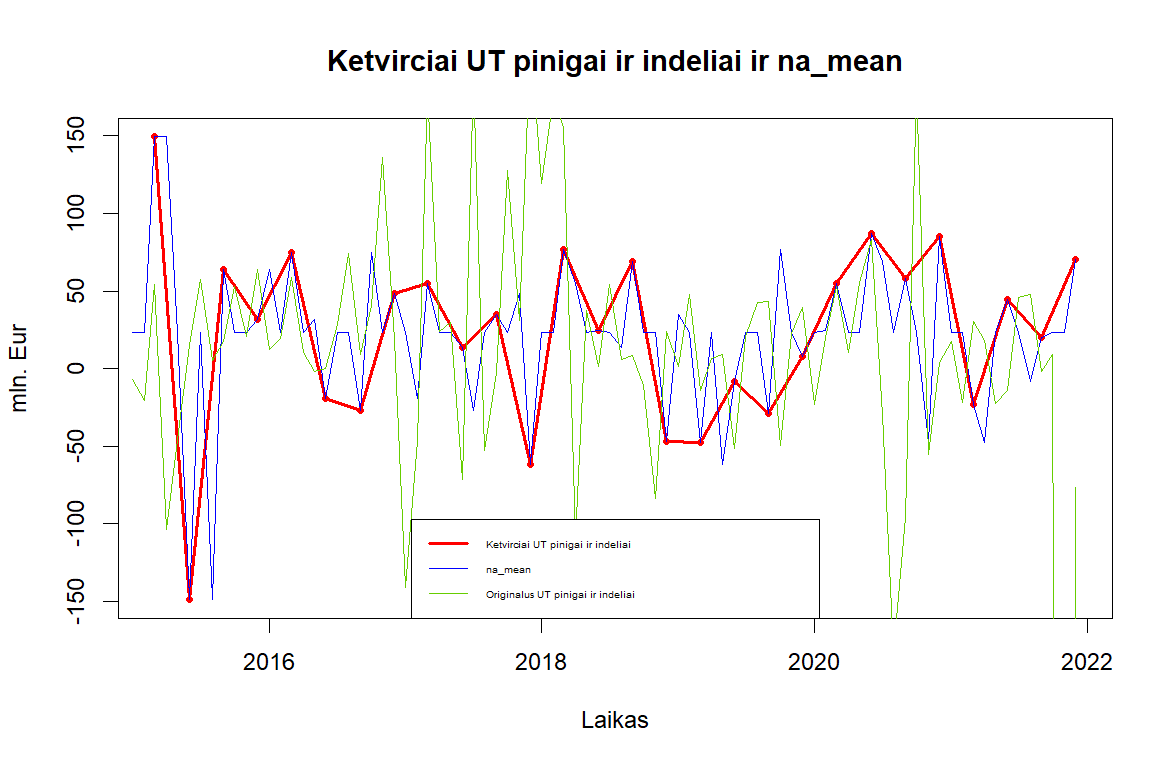 Ketvirciai UT pinigai ir indeliai ir na_mean
mln. Eur
150
100
50
0
-50
-100
-150
Ketvirciai UT pinigai ir indeliai
na_mean
Originalus UT pinigai ir indeliai
2016
2018
2020
2022
Laikas